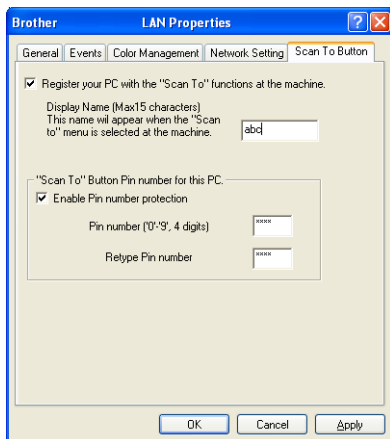 Brother LAN Properties
General Events Color Management Network Setting Scan To Button
Register your PC with the "Scan To" functions at the machine.
Display Name (Max15 characters)
This name wil appear when the "Scan
to" menu is selected at the machine.
abc
"Scan To" Button Pin number for this PC.
Enable Pin number protection
Pin number ('0'-'9', 4 digits) ****
Retype Pin number ****
OK Cancel Apply